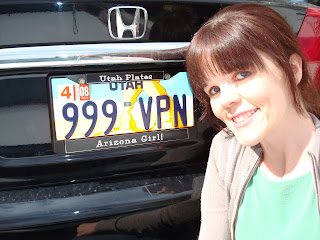 Utah Plates
UTAH
4 08
999 VPN
Arizona Girl!